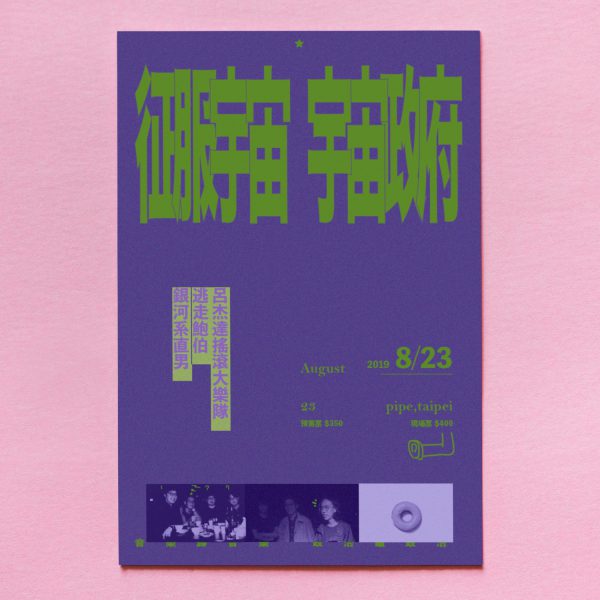 征服宇宙 宇宙政府
呂杰達搖滾大樂隊
逃走鮑伯
銀河系直男
August
2019 8/23
23
pipe,taipei
預售票 $350
現場票 $400